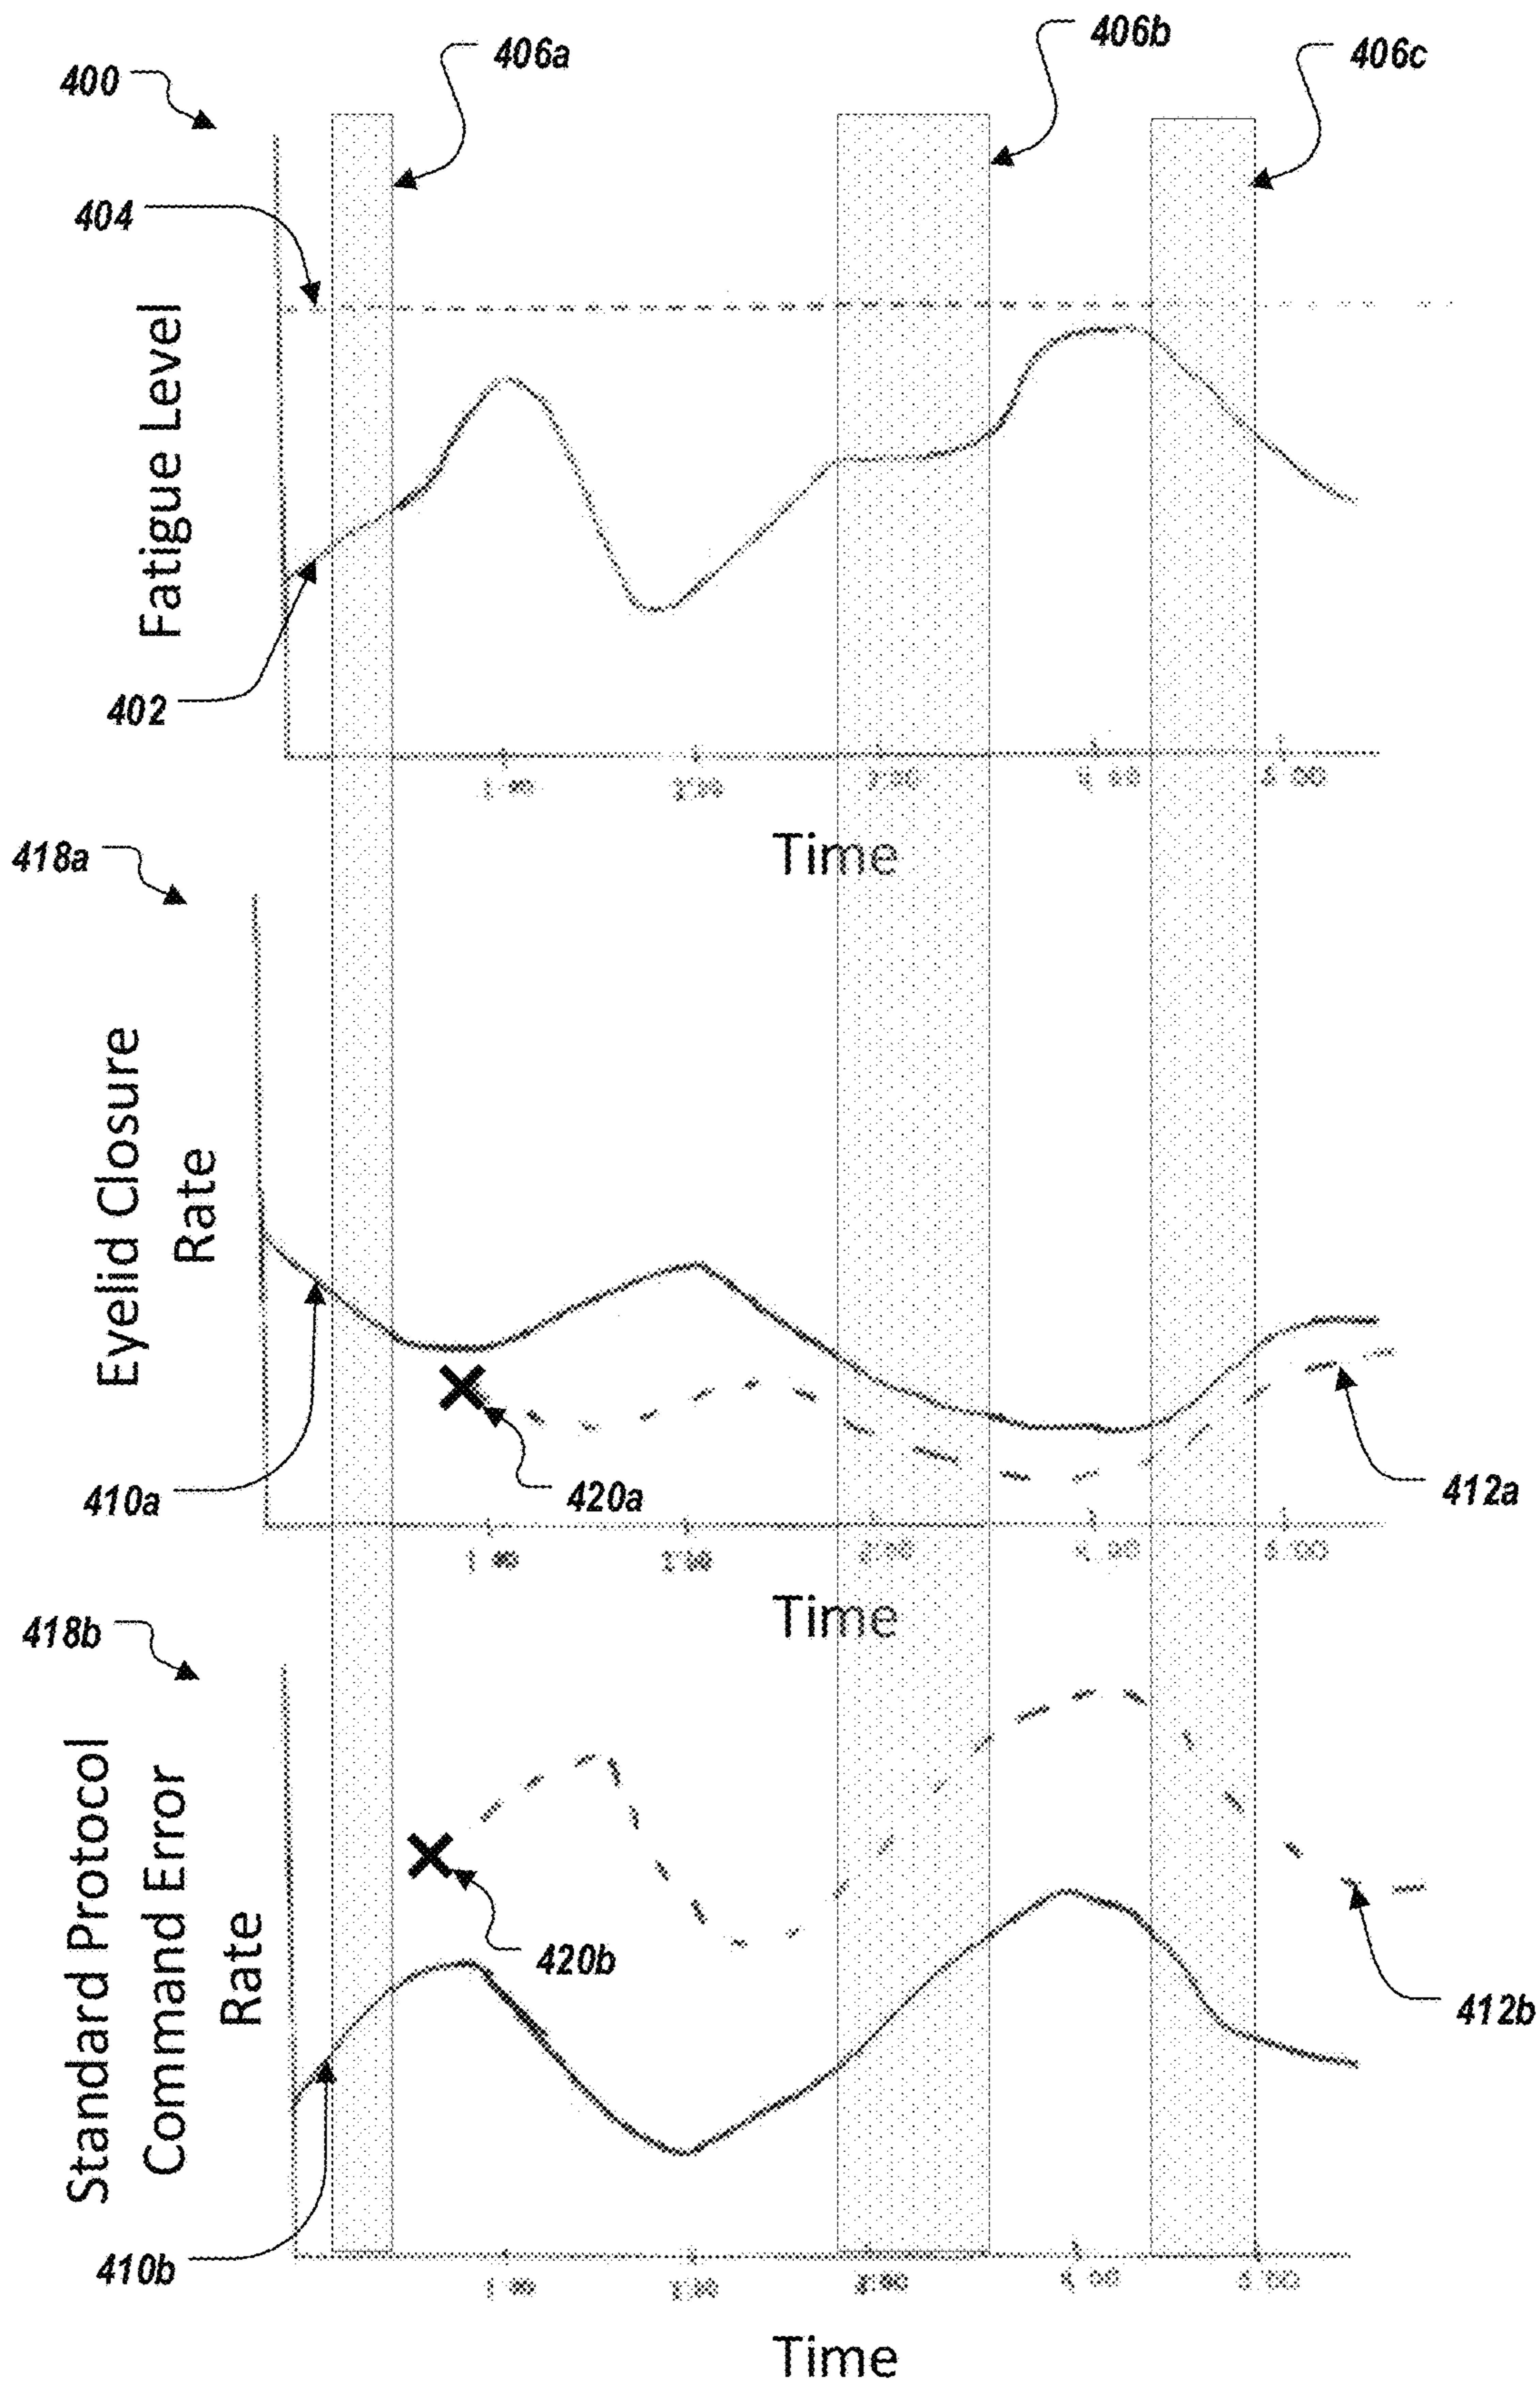 400
406a
406b
406c
404
Fatigue Level
402
Time
418a
Eyelid Closure
Rate
410a
420a
412a
Time
418b
Standard Protocol
Command Error
Rate
420b
412b
410b
Time